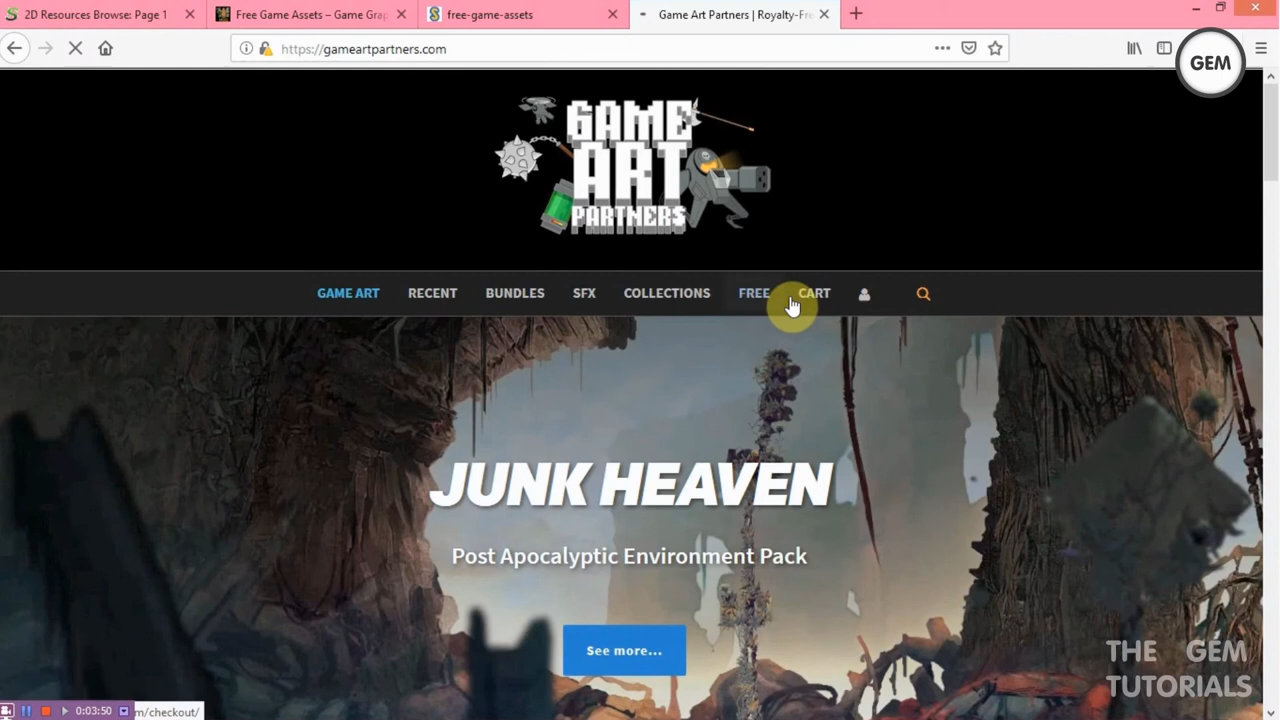 2D Resources Browse: Page 1
Free Game Assets – Game Grap
free-game-assets
Game Art Partners | Royalty-Fre
https://gameartpartners.com
GEM
GAME
ART
PARTNERS
GAME ART
RECENT
BUNDLES
SFX
COLLECTIONS
FREE
CART
JUNK HEAVEN
Post Apocalyptic Environment Pack
See more...
THE GÉM
TUTORIALS
0:03:50
m/checkout/